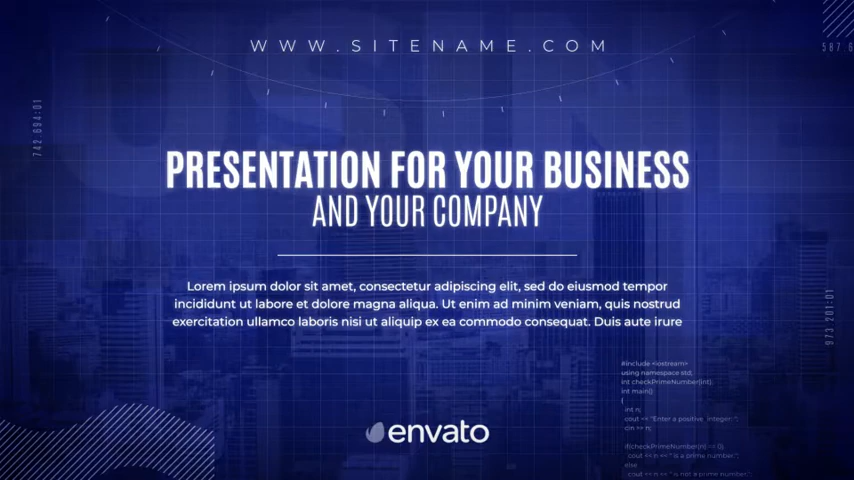 WWW.SITENAME.COM
587.6
742.694:01
PRESENTATION FOR YOUR BUSINESS
AND YOUR COMPANY
Lorem ipsum dolor sit amet, consectetur adipiscing elit, sed do eiusmod tempor
incididunt ut labore et dolore magna aliqua. Ut enim ad minim veniam, quis nostrud
exercitation ullamco laboris nisi ut aliquip ex ea commodo consequat. Duis aute irure
973.201:01
#include <iostream>
using namespace std;
int checkPrimeNumber(int);
int main()
{
int n;
cout << "Enter a positive integer: ";
cin >> n;
if(checkPrimeNumber(n) == 0)
cout << n << " is a prime number.";
else
cout << n << " is not a prime number.";
envato